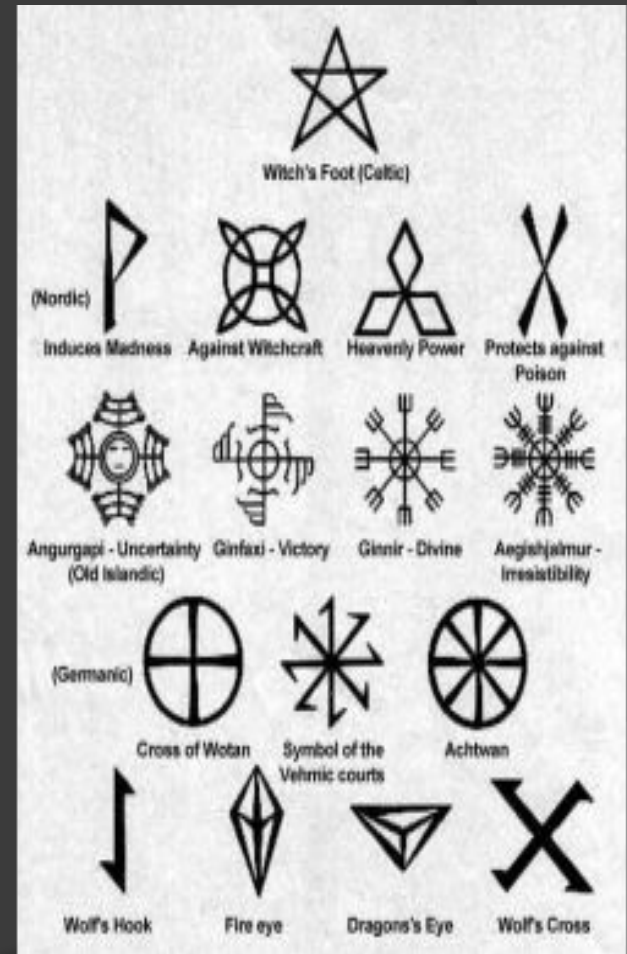 Witch's Foot (Celtic)
(Nordic)
Induces Madness Against Witchcraft Heavenly Power Protects against
Poison
Angurgapi - Uncertainty Ginfaxi - Victory Ginnir - Divine Aegishjalmur -
(Old Islandic) Irresistibility
(Germanic)
Cross of Wotan Symbol of the Achtwan
Vehmic courts
Wolf's Hook Fire eye Dragons's Eye Wolf's Cross